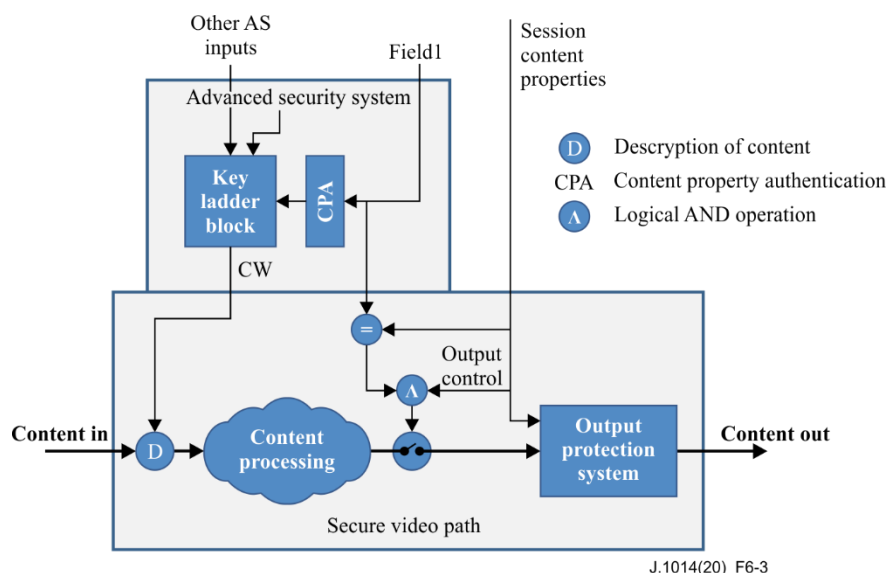 Other AS
inputs
Field1
Session
content
properties
Advanced security system
D Descryption of content
CPA Content property authentication
Λ Logical AND operation
Key
ladder
block
CPA
CW
=
Output
control
Λ
Content in
D
Content
processing
Output
protection
system
Content out
Secure video path
J.1014(20)_F6-3